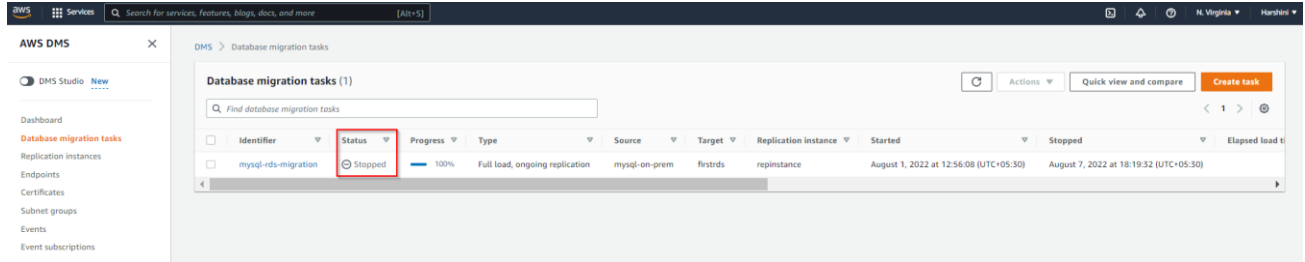 aws Services Search for services, features, blogs, docs, and more [Alt+S] N. Virginia Harshini
AWS DMS
DMS Studio New
Dashboard
Database migration tasks
Replication instances
Endpoints
Certificates
Subnet groups
Events
Event subscriptions
DMS > Database migration tasks
Database migration tasks (1) Actions Quick view and compare Create task
Find database migration tasks 1
Identifier Status Progress Type Source Target Replication instance Started Stopped Elapsed load ti
mysql-rds-migration Stopped 100% Full load, ongoing replication mysql-on-prem firstrds repinstance August 1, 2022 at 12:56:08 (UTC+05:30) August 7, 2022 at 18:19:32 (UTC+05:30)